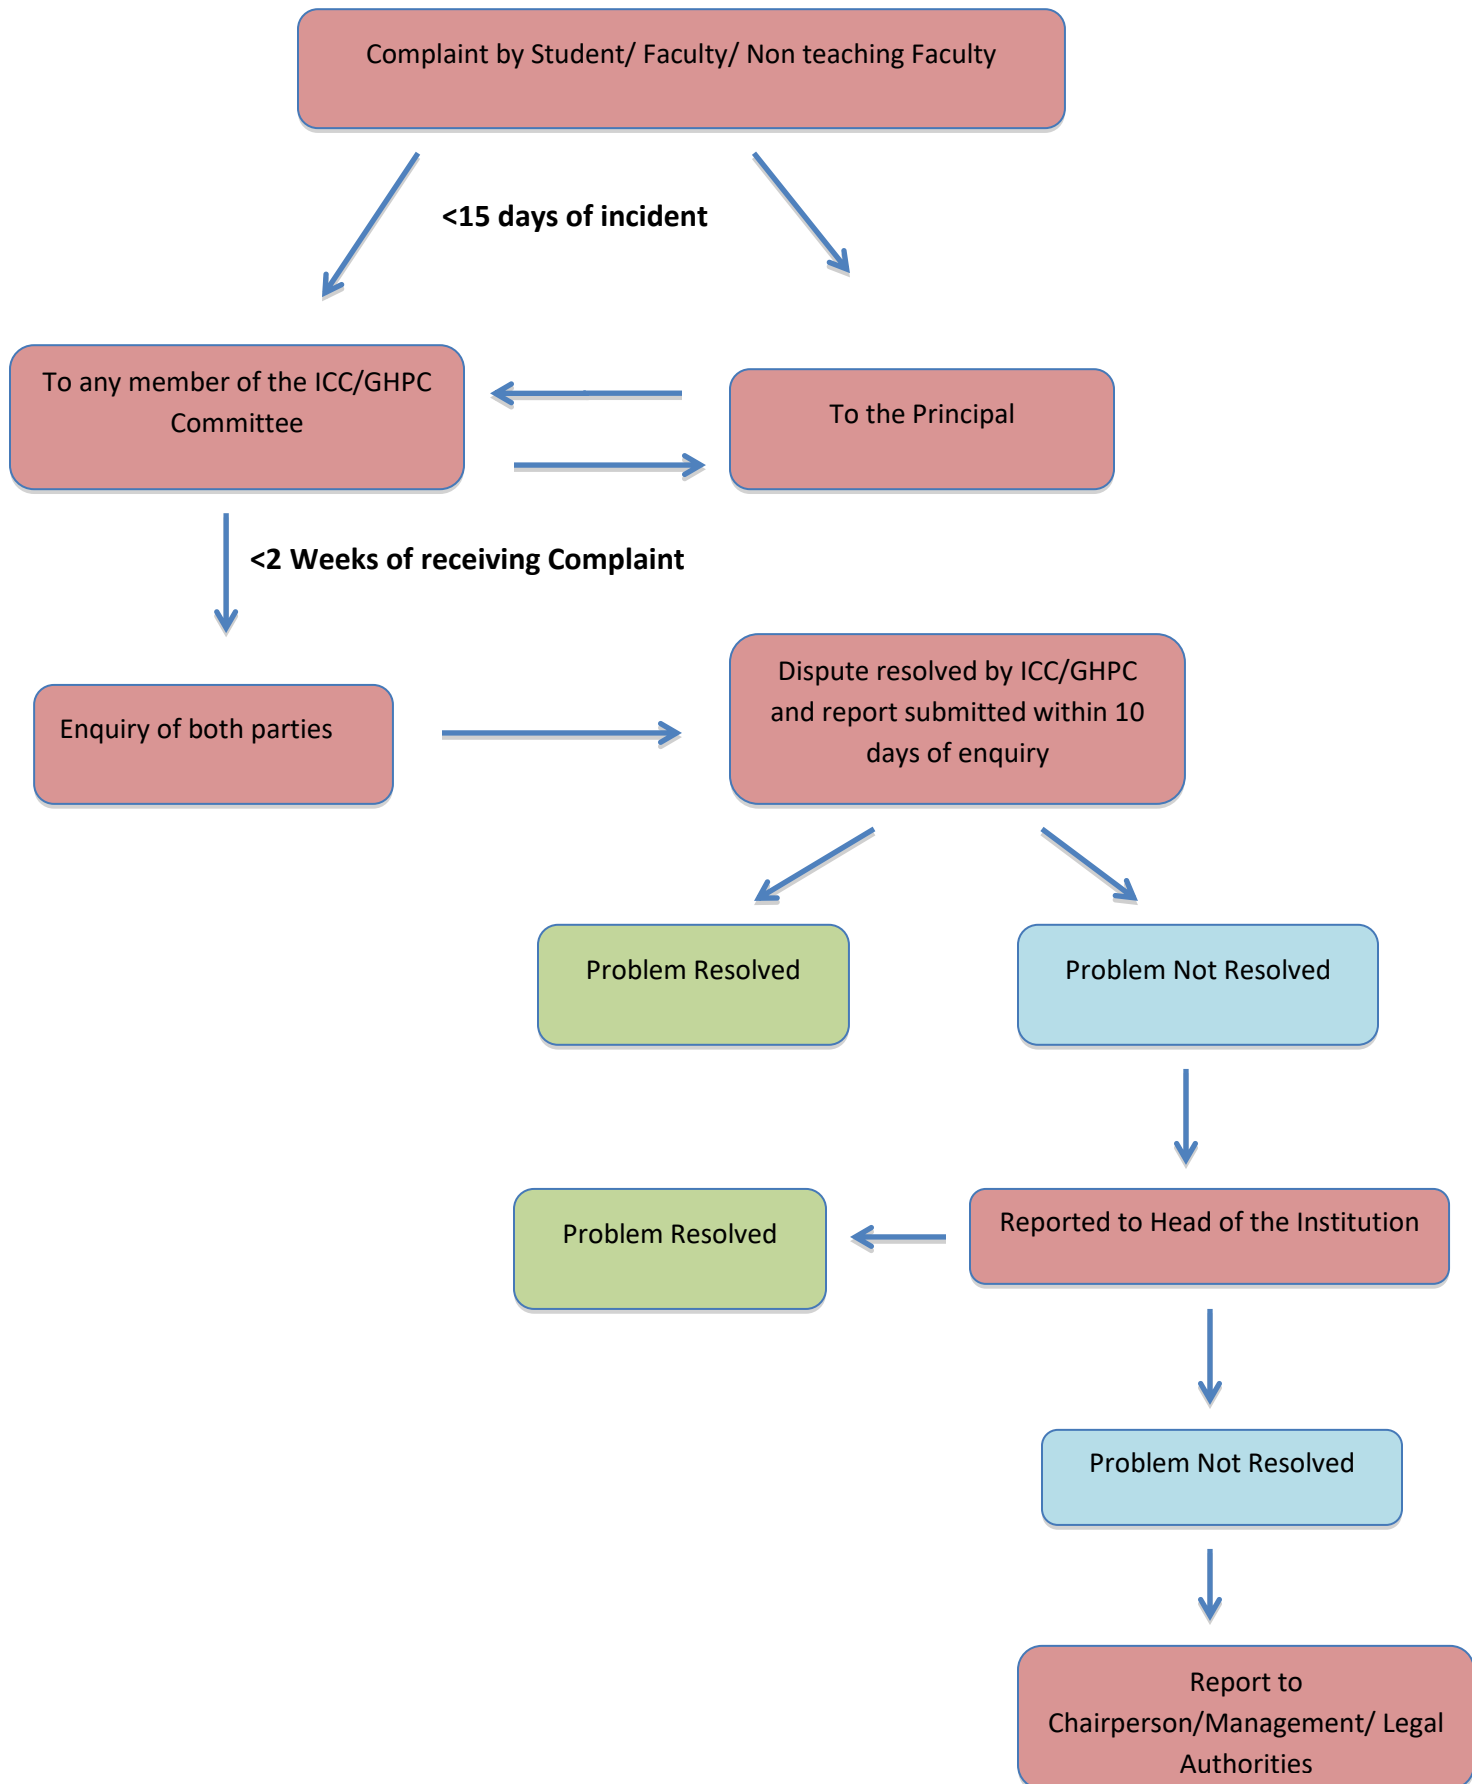 Complaint by Student/ Faculty/ Non teaching Faculty
<15 days of incident
To any member of the ICC/GHPC
Committee
To the Principal
<2 Weeks of receiving Complaint
Enquiry of both parties
Dispute resolved by ICC/GHPC
and report submitted within 10
days of enquiry
Problem Resolved
Problem Not Resolved
Problem Resolved
Reported to Head of the Institution
Problem Not Resolved
Report to
Chairperson/Management/ Legal
Authorities